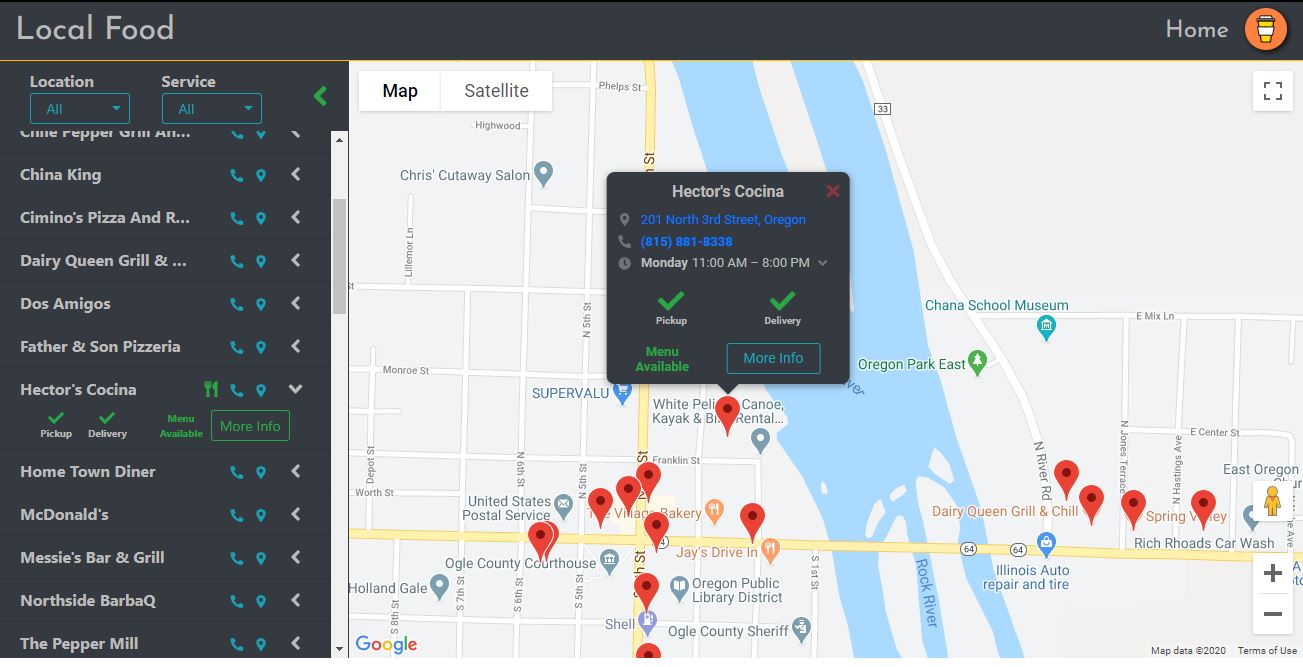 Local Food
Home
Location
Service
All
All
Chile Pepper Grill An...
China King
Cimino's Pizza And R...
Dairy Queen Grill & ...
Dos Amigos
Father & Son Pizzeria
Hector's Cocina
Pickup
Delivery
Menu
Available
More Info
Home Town Diner
McDonald's
Messie's Bar & Grill
Northside BarbaQ
The Pepper Mill
Map
Satellite
Phelps St
Highwood
33
Chris' Cutaway Salon
Lillemor Ln
Hector's Cocina
201 North 3rd Street, Oregon
(815) 881-8338
Monday 11:00 AM – 8:00 PM
Pickup
Delivery
Menu
Available
More Info
N 5th St
Chana School Museum
E Mix Ln
Oregon Park East
Monroe St
SUPERVALU
White
Canoe,
Kayak &
Rental...
N River Rd
N Jones Terrace
N Hastings Ave
E Center St
Depot St
Franklin St
N 6th St
N 5th St
Worth St
East Oregon
United States
Postal Service
Village Bakery
Dairy Queen Grill & Chill
Spring
Rich Rhoads Car Wash
Jay's Drive In
64
64
Ogle County Courthouse
Illinois Auto
repair and tire
Holland Gale
Oregon Public
Library District
S 8th St
S 7th St
S 6th St
S 5th St
S 1st St
Rock River
Shell
Ogle County Sheriff
Google
Map data ©2020
Terms of Use